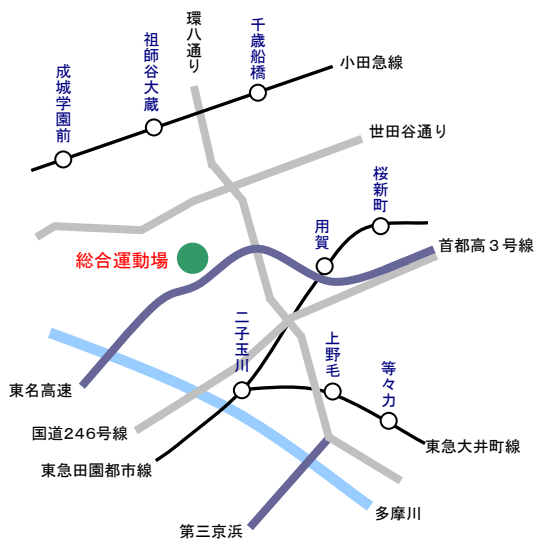 環八通り
千歳船橋
祖師谷大蔵
成城学園前
小田急線
世田谷通り
桜新町
用賀
首都高3号線
総合運動場
二子玉川
上野毛
等々力
東名高速
国道246号線
東急田園都市線
東急大井町線
多摩川
第三京浜